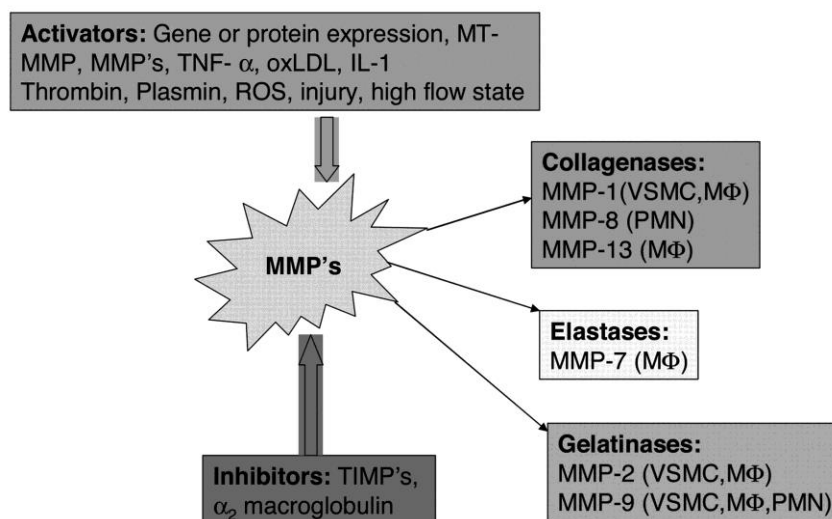 Activators: Gene or protein expression, MT-
MMP, MMP's, TNF- α, oxLDL, IL-1
Thrombin, Plasmin, ROS, injury, high flow state
Collagenases:
MMP-1(VSMC,MΦ)
MMP-8 (PMN)
MMP-13 (MΦ)
MMP's
Elastases:
MMP-7 (MΦ)
Gelatinases:
MMP-2 (VSMC,MΦ)
MMP-9 (VSMC,MΦ,PMN)
Inhibitors: TIMP's,
α₂ macroglobulin